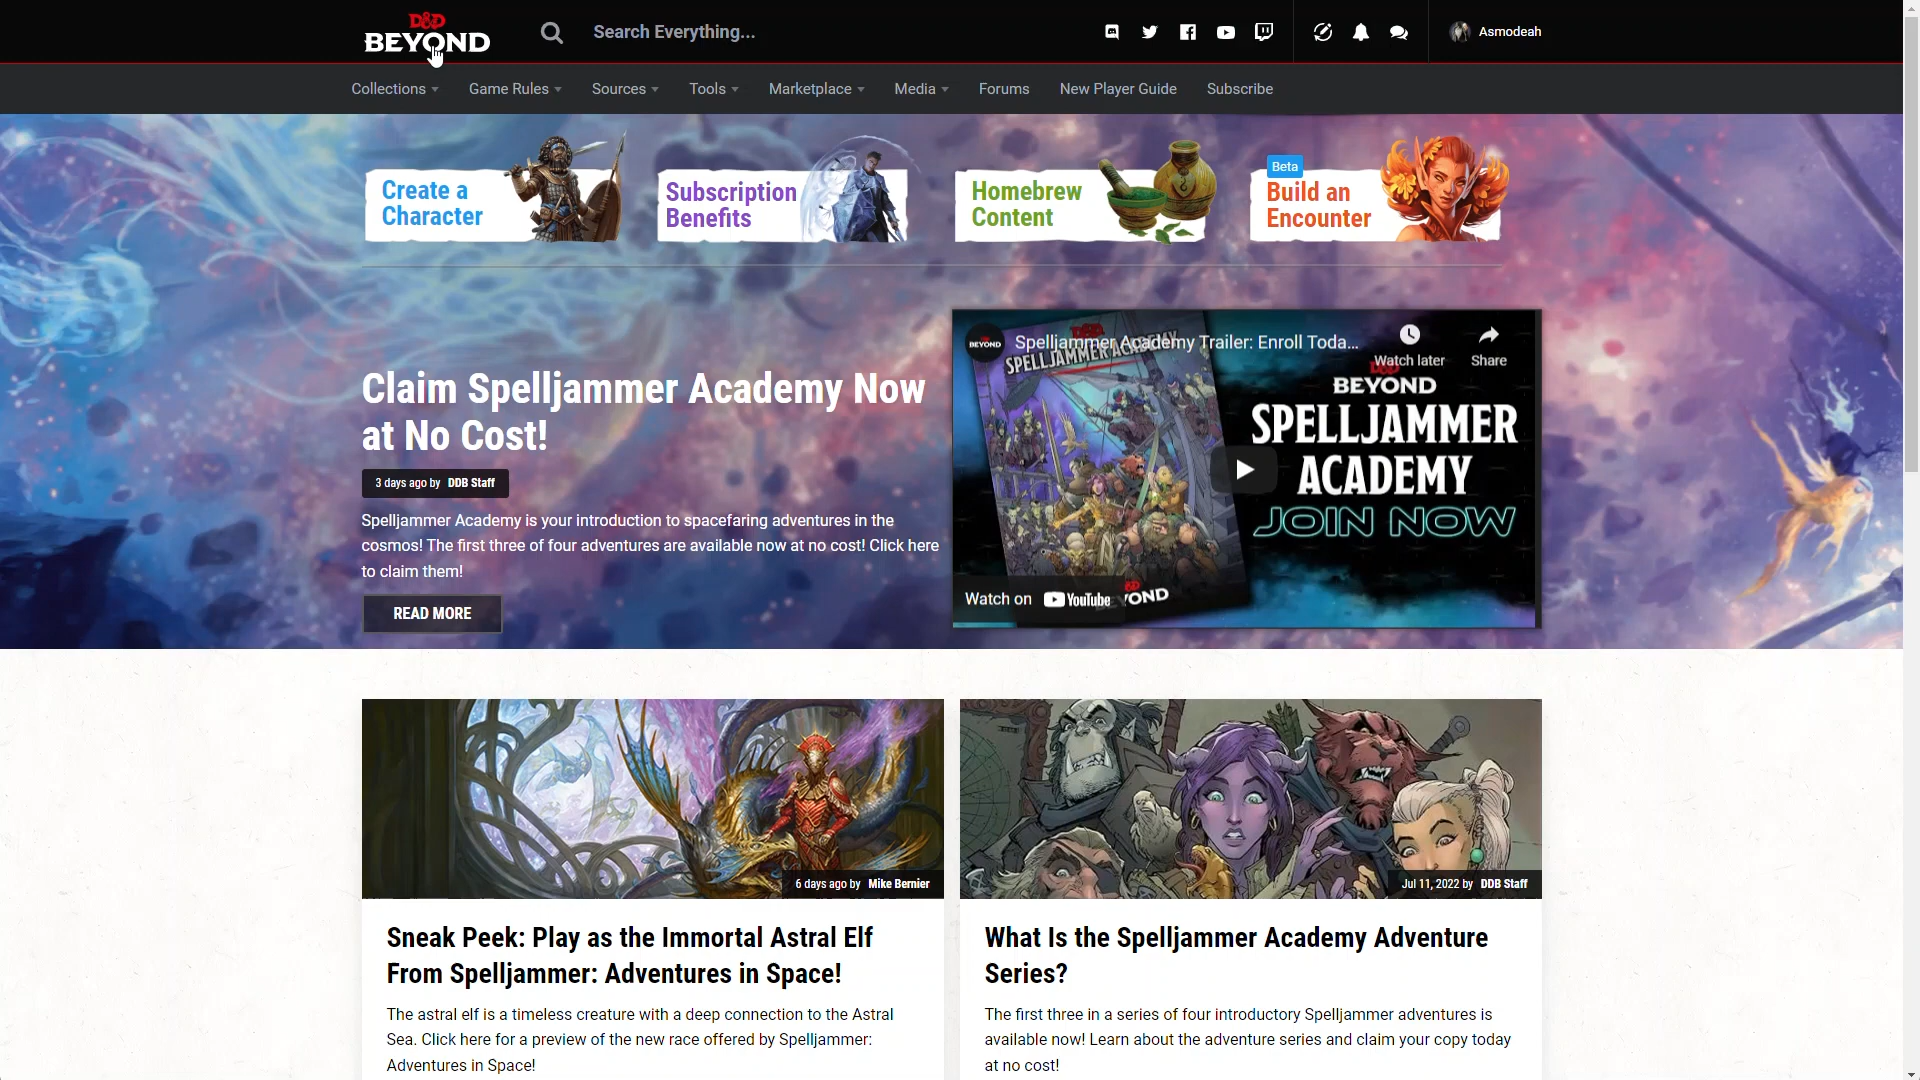 D&D
BEYOND
Search Everything...
Asmodeah
Collections
Game Rules
Sources
Tools
Marketplace
Media
Forums
New Player Guide
Subscribe
Create a
Character
Subscription
Benefits
Homebrew
Content
Beta
Build an
Encounter
Claim Spelljammer Academy Now
at No Cost!
3 days ago by DDB Staff
Spelljammer Academy is your introduction to spacefaring adventures in the
cosmos! The first three of four adventures are available now at no cost! Click here
to claim them!
READ MORE
BEYOND
Spelljammer Academy Trailer: Enroll Toda...
Watch later
Share
SPELLJAMMER ACADEMY
BEYOND
SPELLJAMMER
ACADEMY
JOIN NOW
Watch on YouTube
6 days ago by Mike Bernier
Sneak Peek: Play as the Immortal Astral Elf
From Spelljammer: Adventures in Space!
The astral elf is a timeless creature with a deep connection to the Astral
Sea. Click here for a preview of the new race offered by Spelljammer:
Adventures in Space!
Jul 11, 2022 by DDB Staff
What Is the Spelljammer Academy Adventure
Series?
The first three in a series of four introductory Spelljammer adventures is
available now! Learn about the adventure series and claim your copy today
at no cost!